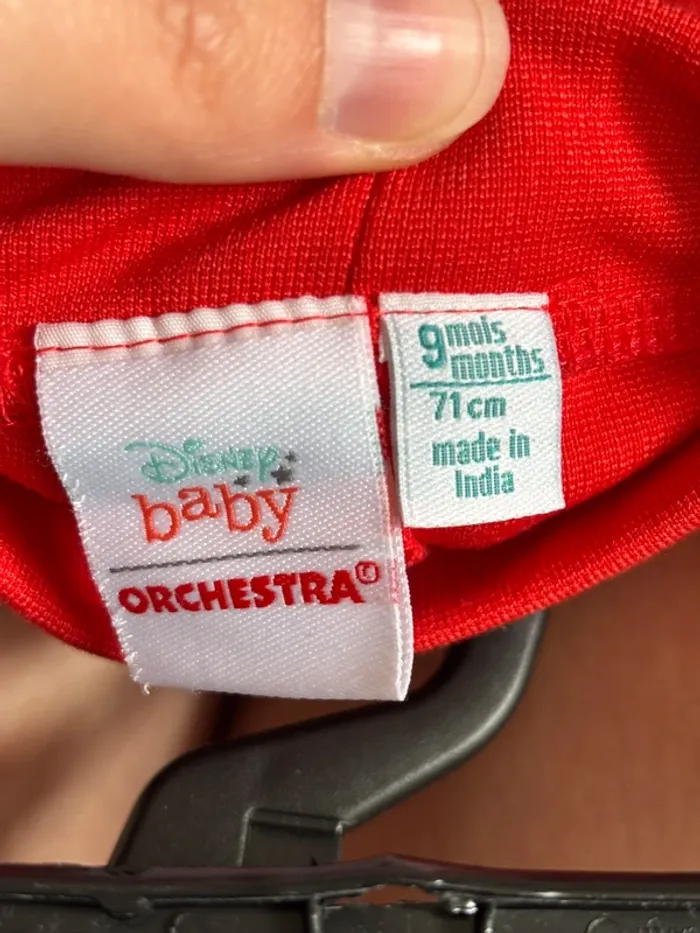 Disney
baby
ORCHESTRA®
9 mois
months
71 cm
made in
India